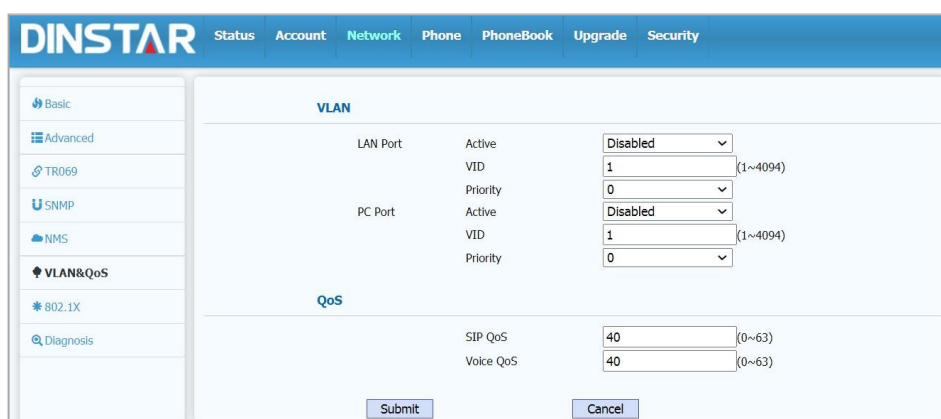 DINSTAR
Status Account Network Phone PhoneBook Upgrade Security
Basic
Advanced
TR069
SNMP
NMS
VLAN&QoS
802.1X
Diagnosis
VLAN
LAN Port Active Disabled
VID 1 (1~4094)
Priority 0
PC Port Active Disabled
VID 1 (1~4094)
Priority 0
QoS
SIP QoS 40 (0~63)
Voice QoS 40 (0~63)
Submit Cancel